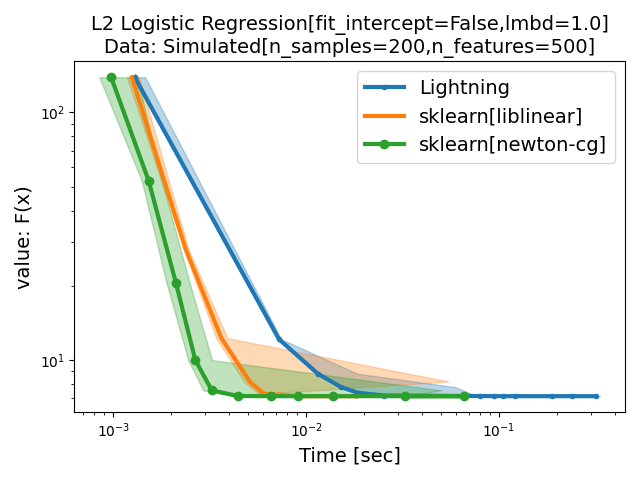 L2 Logistic Regression[fit_intercept=False,lmbd=1.0]
Data: Simulated[n_samples=200,n_features=500]
Lightning
sklearn[liblinear]
sklearn[newton-cg]
value: F(x)
10²
10¹
10⁻³
10⁻²
10⁻¹
Time [sec]